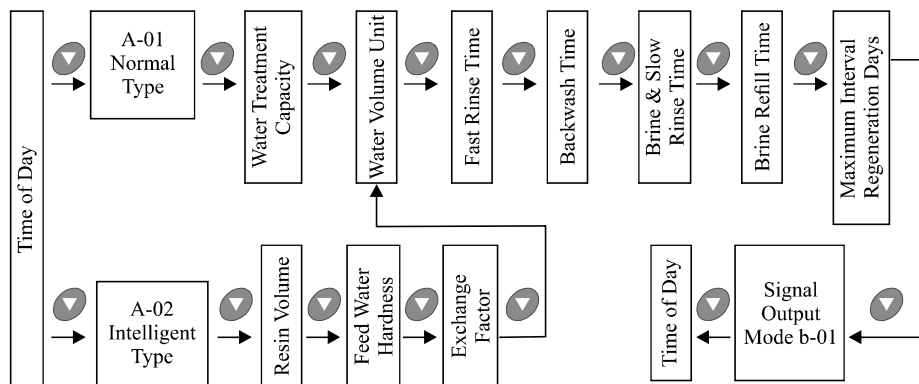 Time of Day
A-01
Normal
Type
Water Treatment
Capacity
Water Volume Unit
Fast Rinse Time
Backwash Time
Brine & Slow
Rinse Time
Brine Refill Time
Maximum Interval
Regeneration Days
A-02
Intelligent
Type
Resin Volume
Feed Water
Hardness
Exchange
Factor
Time of Day
Signal
Output
Mode b-01